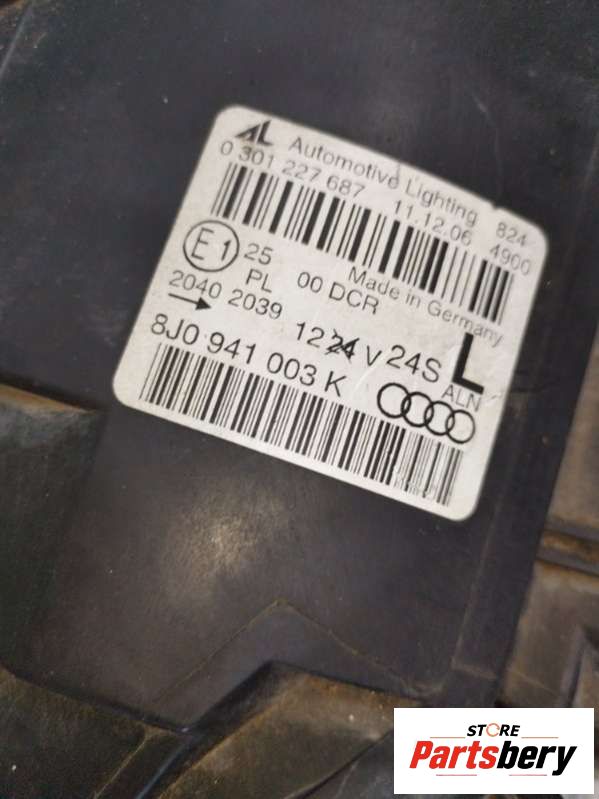 AL Automotive Lighting 824
0 301 227 687 11.12.06 4900
E1 25 Made in Germany
PL 00 DCR
2040 2039
→ 12 24 V 24S L
8J0 941 003 K ALN
STORE
Partsbery